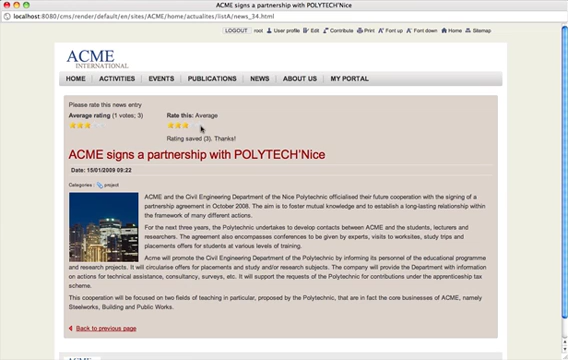 ACME signs a partnership with POLYTECH'Nice
localhost:8080/cms/render/default/en/sites/ACME/home/actualites/listA/news_34.html
LOGOUT root User profile Edit Contribute Print Font up Font down Home Sitemap
ACME
INTERNATIONAL
HOME ACTIVITIES EVENTS PUBLICATIONS NEWS ABOUT US MY PORTAL
Please rate this news entry
Average rating (1 votes; 3) Rate this: Average
Rating saved (3). Thanks!
ACME signs a partnership with POLYTECH'Nice
Date: 15/01/2009 09:22
Categories : project
ACME and the Civil Engineering Department of the Nice Polytechnic officialised their future cooperation with the signing of a
partnership agreement in October 2008. The aim is to foster mutual knowledge and to establish a long-lasting relationship within
the framework of many different actions.
For the next three years, the Polytechnic undertakes to develop contacts between ACME and the students, lecturers and
researchers. The agreement also encompasses conferences to be given by experts, visits to worksites, study trips and
placements offers for students at various levels of training.
Acme will promote the Civil Engineering Department of the Polytechnic by informing its personnel of the educational programme
and research projects. It will circularise offers for placements and study and/or research subjects. The company will provide the Department with information
on actions for technical assistance, consultancy, surveys, etc. It will support the requests of the Polytechnic for contributions under the apprenticeship tax
scheme.
This cooperation will be focused on two fields of teaching in particular, proposed by the Polytechnic, that are in fact the core businesses of ACME, namely
Steelworks, Building and Public Works.
Back to previous page